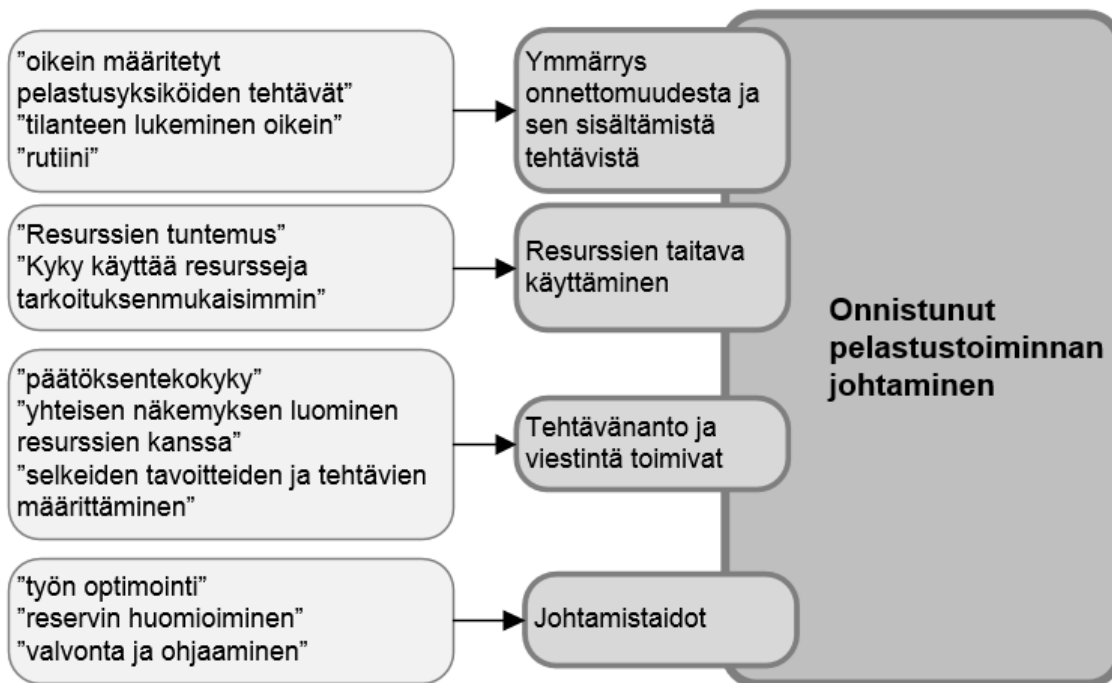 ”oikein määritetyt
pelastusyksiköiden tehtävät”
”tilanteen lukeminen oikein”
”rutiini”
Ymmärrys
onnettomuudesta ja
sen sisältämistä
tehtävistä
”Resurssien tuntemus”
”Kyky käyttää resursseja
tarkoituksenmukaisimmin”
Resurssien taitava
käyttäminen
”päätöksentekokyky”
”yhteisen näkemyksen luominen
resurssien kanssa”
”selkeiden tavoitteiden ja tehtävien
määrittäminen”
Tehtävänanto ja
viestintä toimivat
”työn optimointi”
”reservin huomioiminen”
”valvonta ja ohjaaminen”
Johtamistaidot
Onnistunut
pelastustoiminnan
johtaminen